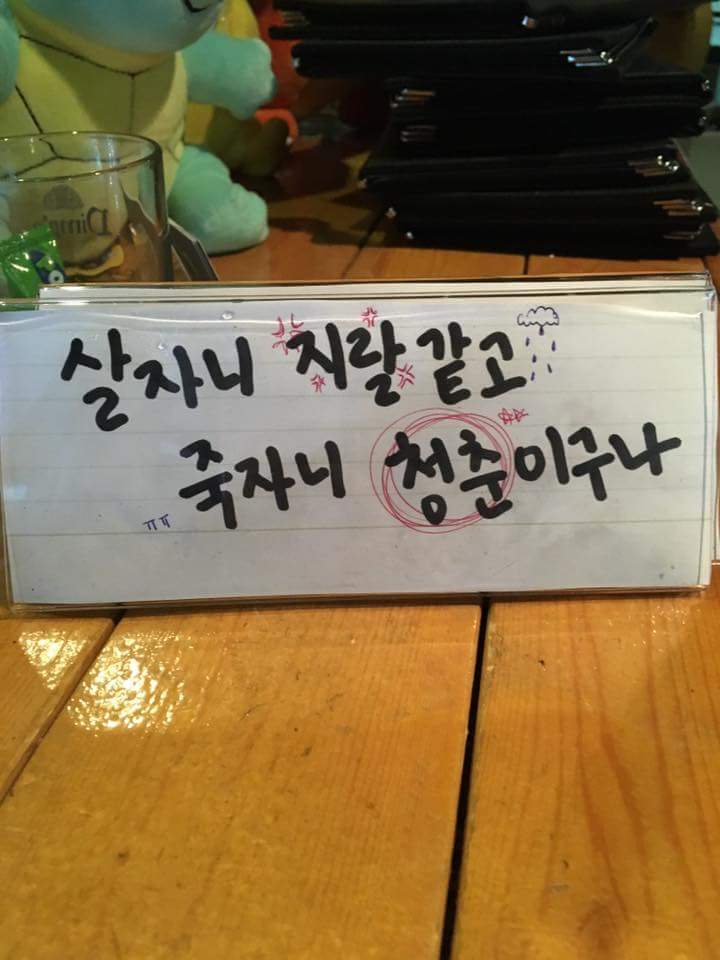 살자니 지랄 같고
죽자니 청춘이구나
ㅠㅠ